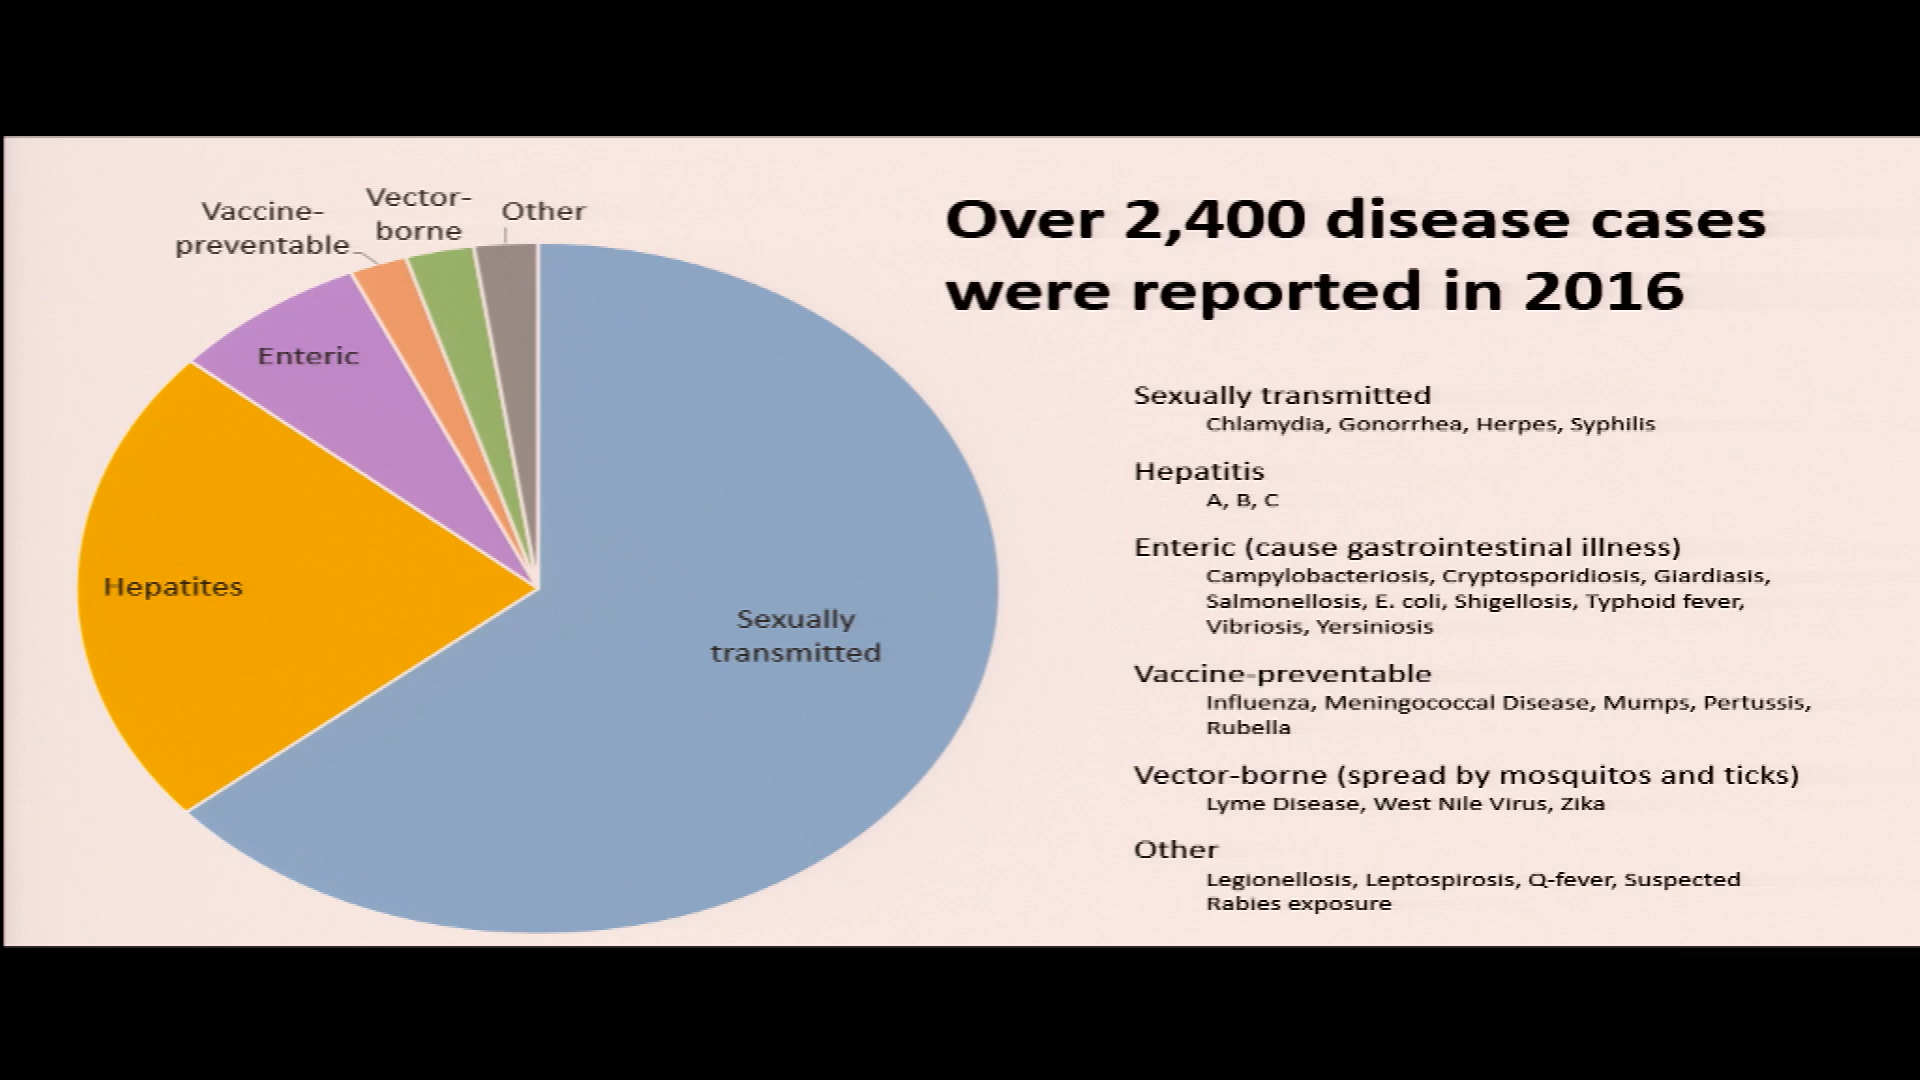 Vaccine-
preventable
Vector-
borne
Other
Enteric
Hepatites
Sexually
transmitted
Over 2,400 disease cases
were reported in 2016
Sexually transmitted
Chlamydia, Gonorrhea, Herpes, Syphilis
Hepatitis
A, B, C
Enteric (cause gastrointestinal illness)
Campylobacteriosis, Cryptosporidiosis, Giardiasis,
Salmonellosis, E. coli, Shigellosis, Typhoid fever,
Vibriosis, Yersiniosis
Vaccine-preventable
Influenza, Meningococcal Disease, Mumps, Pertussis,
Rubella
Vector-borne (spread by mosquitos and ticks)
Lyme Disease, West Nile Virus, Zika
Other
Legionellosis, Leptospirosis, Q-fever, Suspected
Rabies exposure